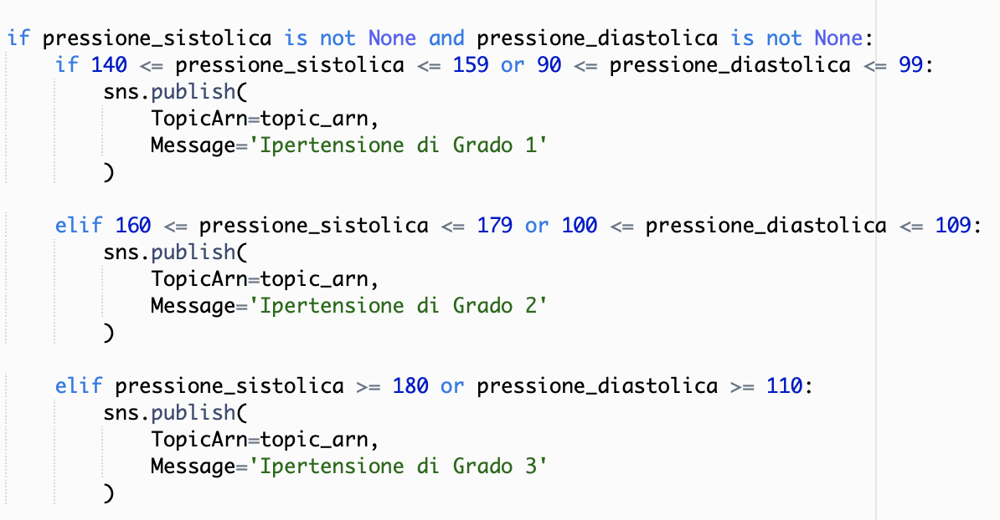 if pressione_sistolica is not None and pressione_diastolica is not None:
    if 140 <= pressione_sistolica <= 159 or 90 <= pressione_diastolica <= 99:
        sns.publish(
            TopicArn=topic_arn,
            Message='Ipertensione di Grado 1'
        )

    elif 160 <= pressione_sistolica <= 179 or 100 <= pressione_diastolica <= 109:
        sns.publish(
            TopicArn=topic_arn,
            Message='Ipertensione di Grado 2'
        )

    elif pressione_sistolica >= 180 or pressione_diastolica >= 110:
        sns.publish(
            TopicArn=topic_arn,
            Message='Ipertensione di Grado 3'
        )